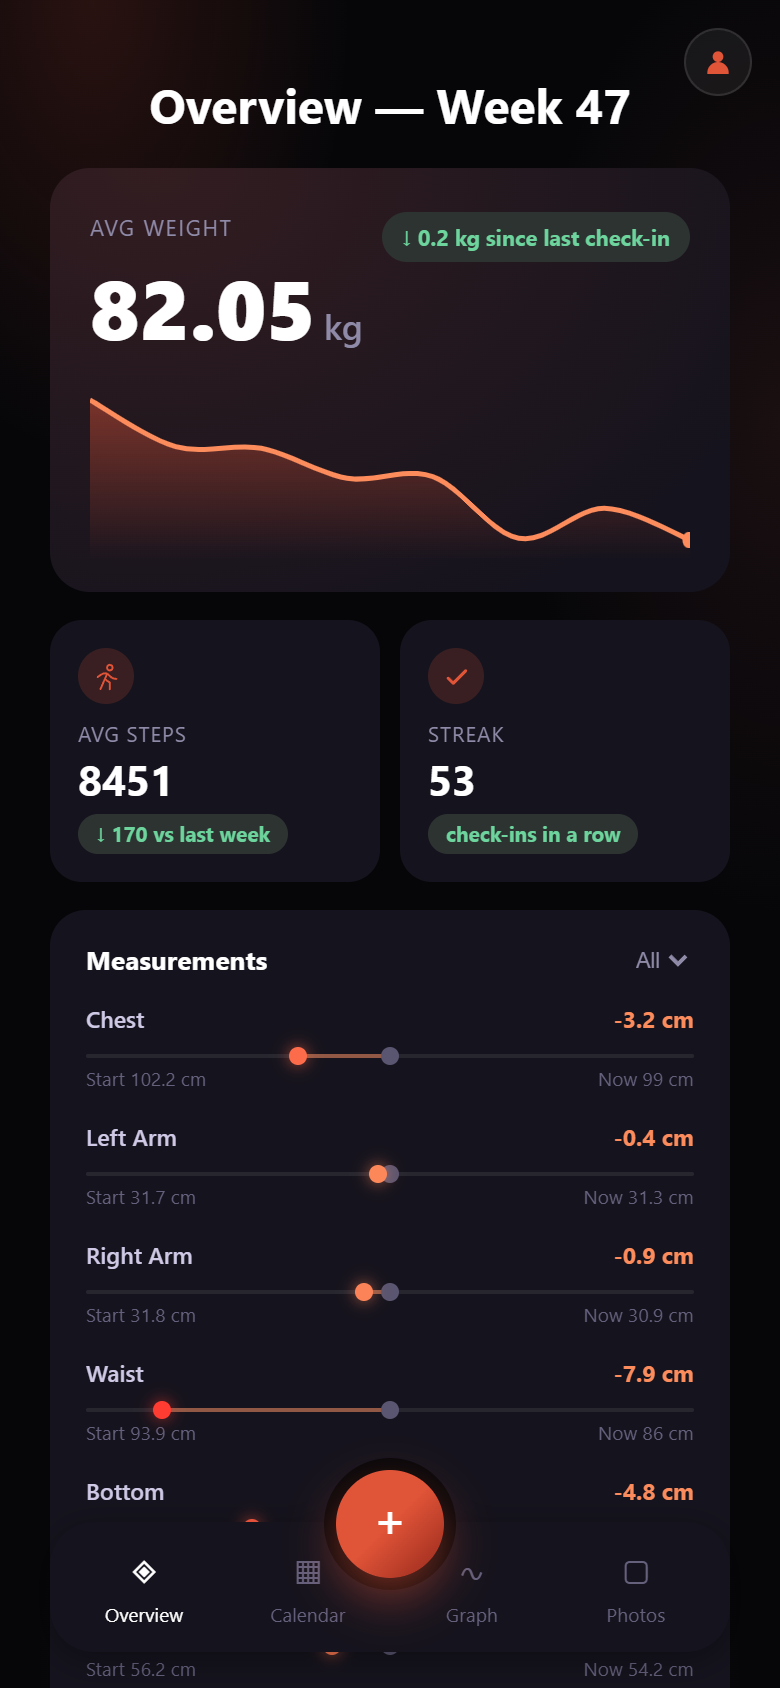 Overview — Week 47
AVG WEIGHT
↓ 0.2 kg since last check-in
82.05 kg
AVG STEPS
8451
↓ 170 vs last week
STREAK
53
check-ins in a row
Measurements
All
Chest
-3.2 cm
Start 102.2 cm
Now 99 cm
Left Arm
-0.4 cm
Start 31.7 cm
Now 31.3 cm
Right Arm
-0.9 cm
Start 31.8 cm
Now 30.9 cm
Waist
-7.9 cm
Start 93.9 cm
Now 86 cm
Bottom
-4.8 cm
+
Overview
Calendar
Graph
Photos
Start 56.2 cm
Now 54.2 cm